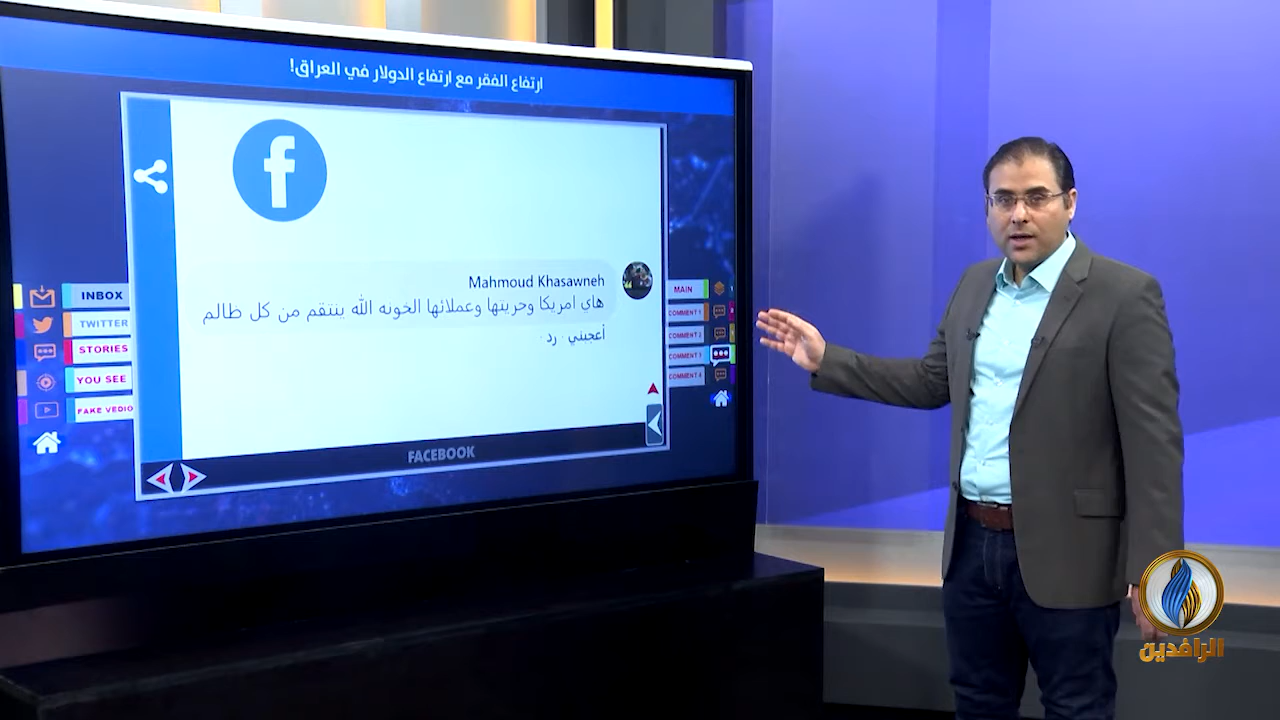 ارتفاع الفقر مع ارتفاع الدولار في العراق!
f
Mahmoud Khasawneh
هاي امريكا وحريتها وعملائها الخونه الله ينتقم من كل ظالم
أعجبني · رد ·
FACEBOOK
INBOX
TWITTER
STORIES
YOU SEE
FAKE VEDIO
MAIN
COMMENT 1
COMMENT 2
COMMENT 3
COMMENT 4
الرافدين